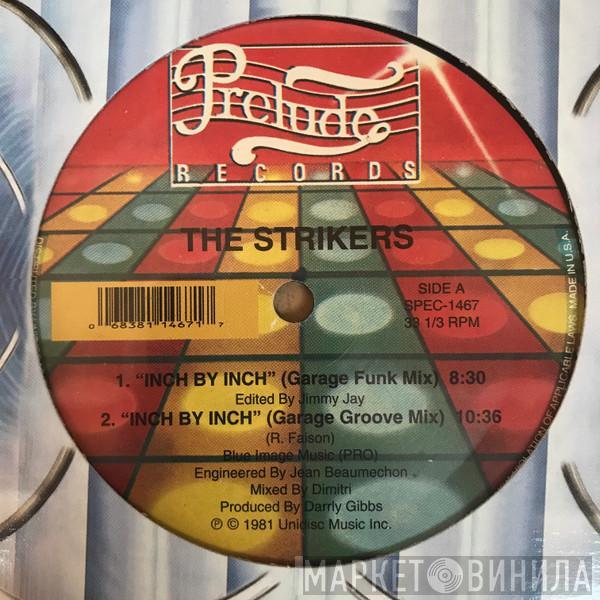 Prelude
RECORDS
THE STRIKERS
SIDE A
SPEC-1467
33 1/3 RPM
0 68381 14671 7
1. “INCH BY INCH” (Garage Funk Mix) 8:30
Edited By Jimmy Jay
2. “INCH BY INCH” (Garage Groove Mix) 10:36
(R. Faison)
Blue Image Music (PRO)
Engineered By Jean Beaumechon
Mixed By Dimitri
Produced By Darrly Gibbs
℗ © 1981 Unidisc Music Inc.
VIOLATION OF APPLICABLE LAWS. MADE IN U.S.A.
МАРКЕТ ВИНИЛА